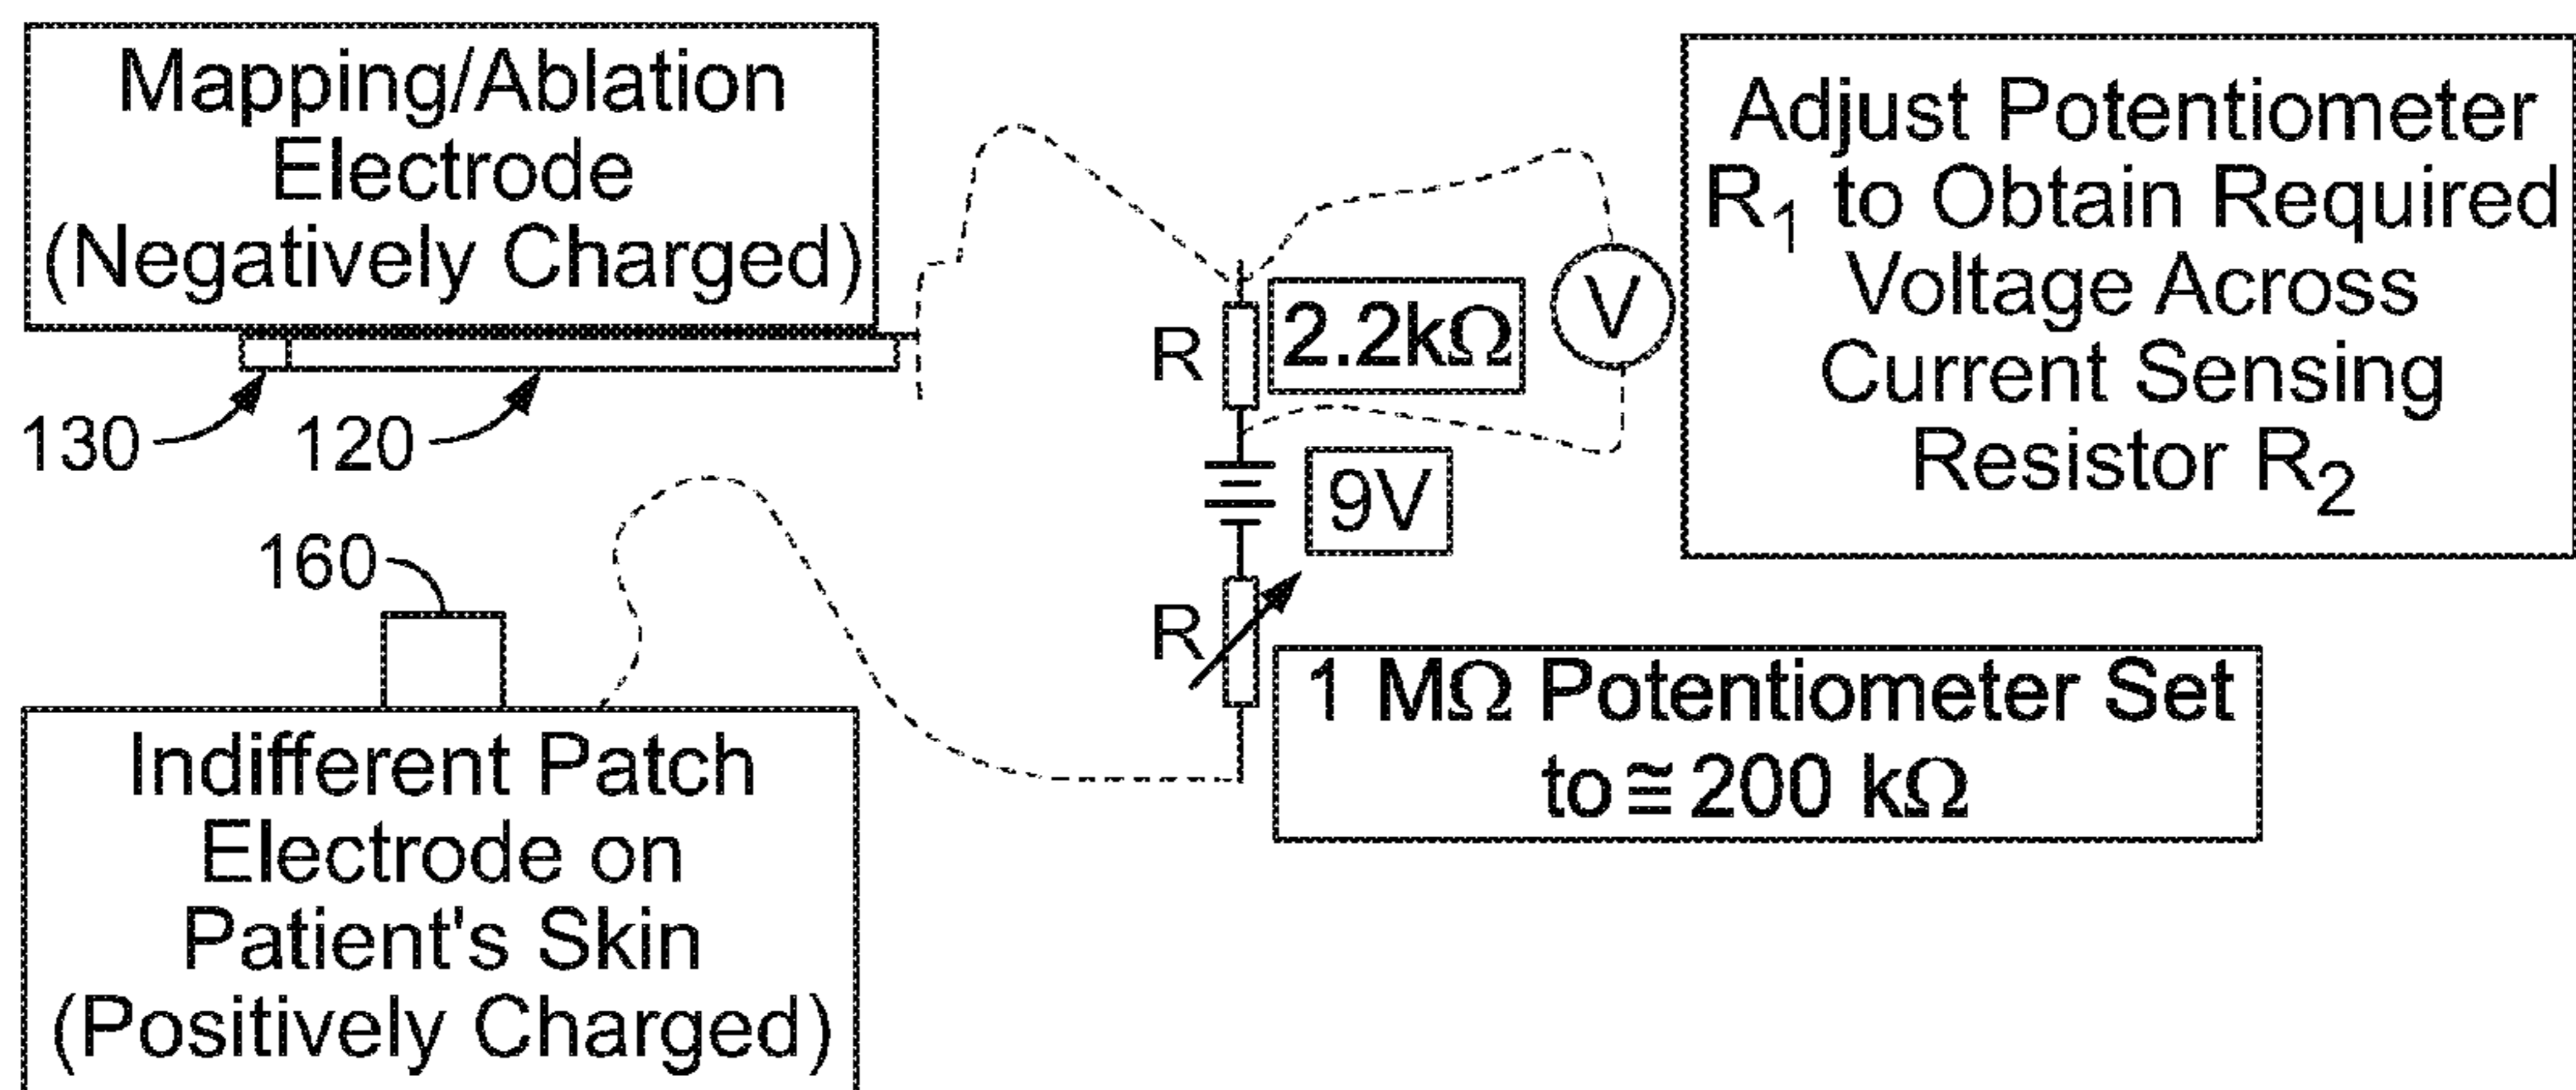 Mapping/Ablation
Electrode
(Negatively Charged)
130
120
R
2.2kΩ
V
9V
R
Adjust Potentiometer
R₁ to Obtain Required
Voltage Across
Current Sensing
Resistor R₂
1 MΩ Potentiometer Set
to ≅ 200 kΩ
160
Indifferent Patch
Electrode on
Patient's Skin
(Positively Charged)